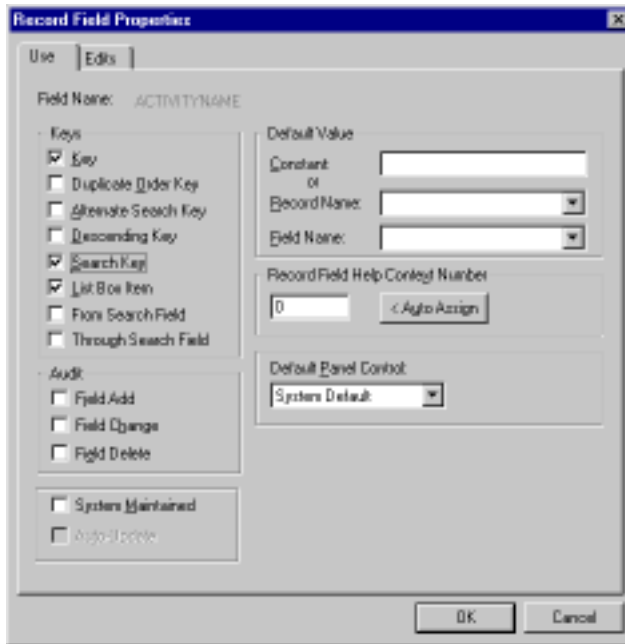 Record Field Properties
Use
Edits
Field Name: ACTIVITYNAME
Keys
Key
Duplicate Order Key
Alternate Search Key
Descending Key
Search Key
List Box Item
From Search Field
Through Search Field
Audit
Field Add
Field Change
Field Delete
System Maintained
Auto-Update
Default Value
Constant
or
Record Name:
Field Name:
Record Field Help Context Number
0
< Auto Assign
Default Panel Control:
System Default
OK
Cancel